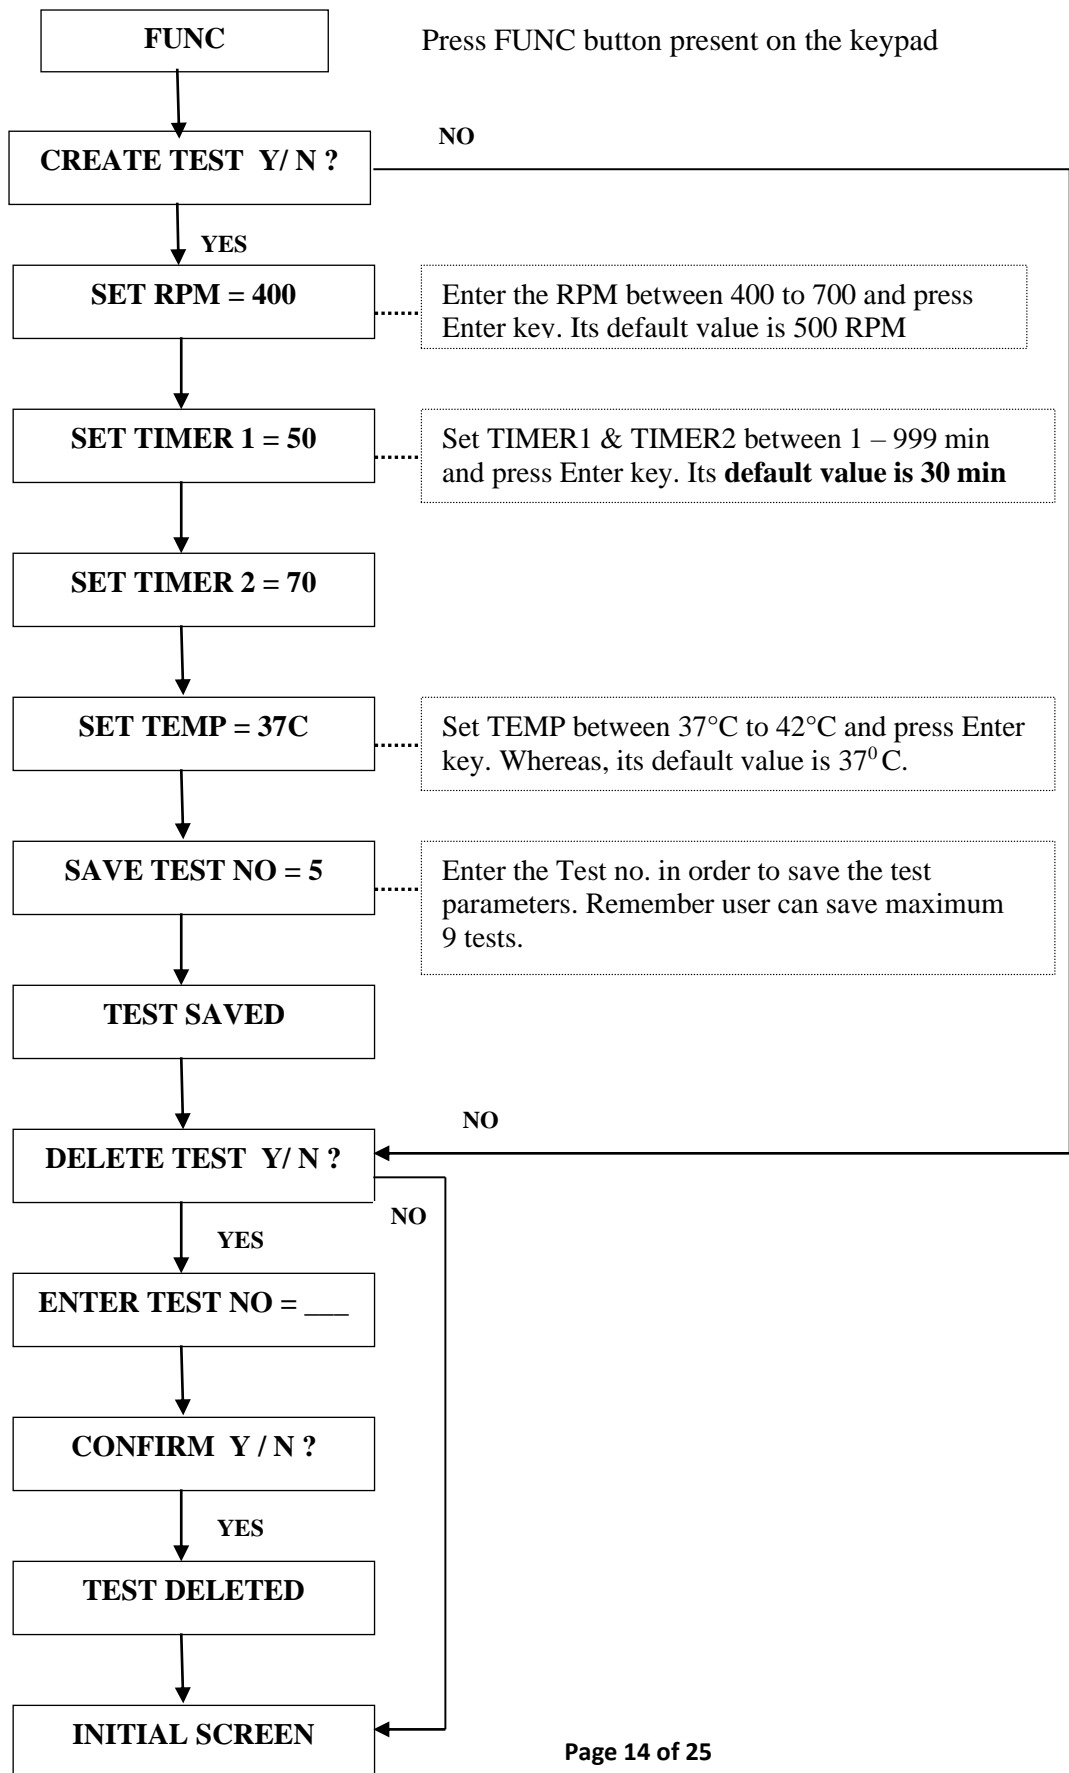 FUNC
Press FUNC button present on the keypad
NO
CREATE TEST Y/ N ?
YES
SET RPM = 400
Enter the RPM between 400 to 700 and press
Enter key. Its default value is 500 RPM
SET TIMER 1 = 50
Set TIMER1 & TIMER2 between 1 – 999 min
and press Enter key. Its default value is 30 min
SET TIMER 2 = 70
SET TEMP = 37C
Set TEMP between 37°C to 42°C and press Enter
key. Whereas, its default value is 37⁰ C.
SAVE TEST NO = 5
Enter the Test no. in order to save the test
parameters. Remember user can save maximum
9 tests.
TEST SAVED
NO
DELETE TEST Y/ N ?
NO
YES
ENTER TEST NO = ___
CONFIRM Y / N ?
YES
TEST DELETED
INITIAL SCREEN
Page 14 of 25